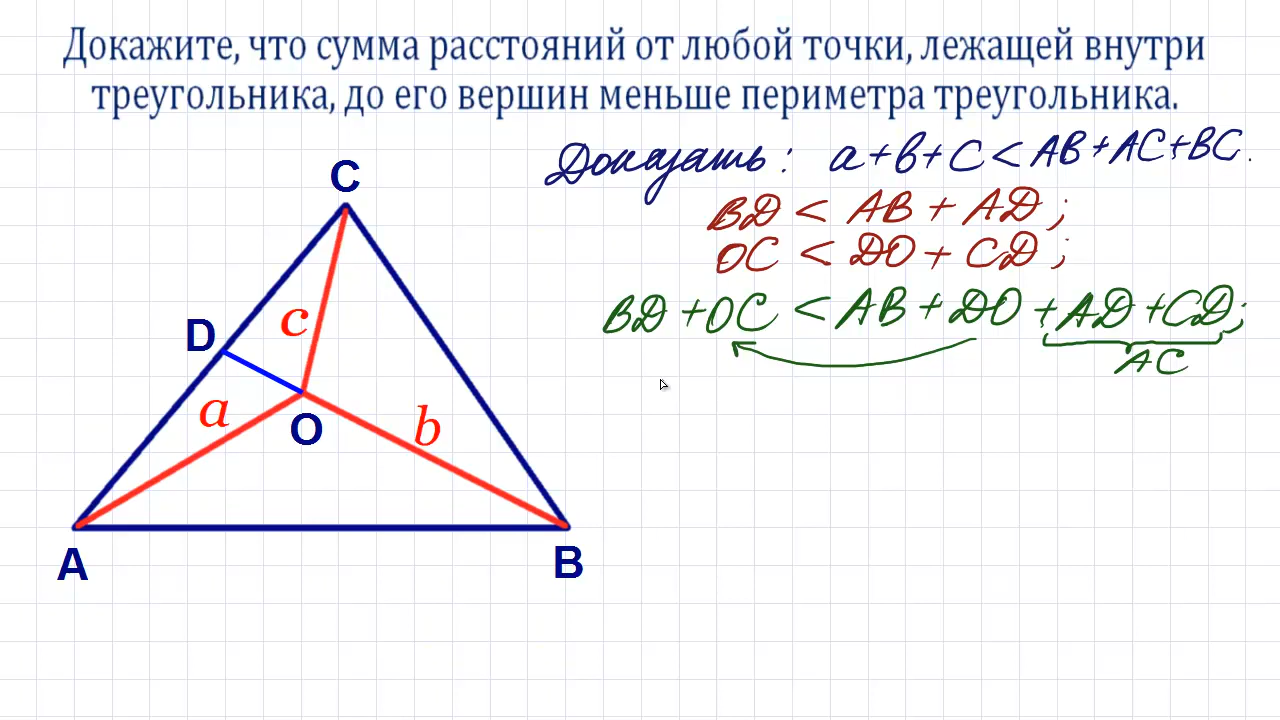 Докажите, что сумма расстояний от любой точки, лежащей внутри
треугольника, до его вершин меньше периметра треугольника.
Доказать: a+b+c<AB+AC+BC.
BD < AB + AD;
OC < DO + CD;
BD + OC < AB + DO + AD + CD;
AC
C
D
c
a
O
b
A
B